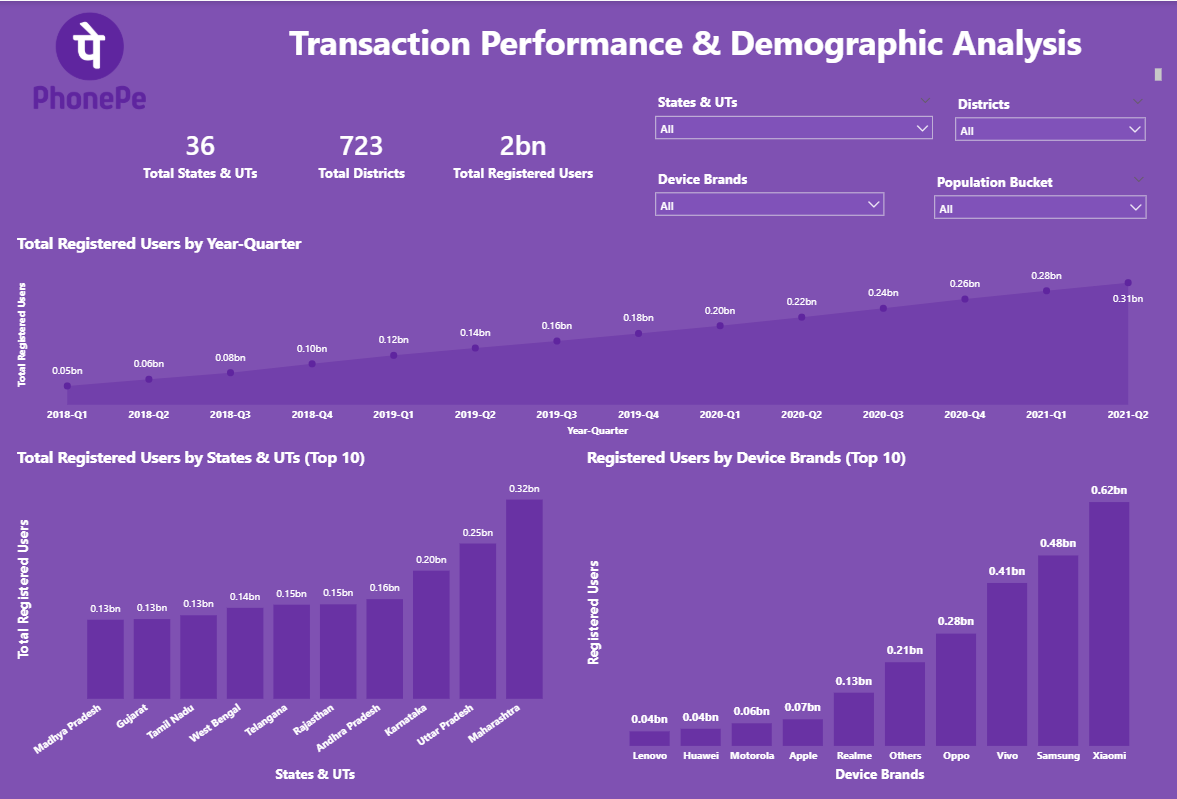 पे
PhonePe
Transaction Performance & Demographic Analysis
36
Total States & UTs
723
Total Districts
2bn
Total Registered Users
States & UTs
All
Districts
All
Device Brands
All
Population Bucket
All
Total Registered Users by Year-Quarter
Total Registered Users
0.05bn
0.06bn
0.08bn
0.10bn
0.12bn
0.14bn
0.16bn
0.18bn
0.20bn
0.22bn
0.24bn
0.26bn
0.28bn
0.31bn
2018-Q1
2018-Q2
2018-Q3
2018-Q4
2019-Q1
2019-Q2
2019-Q3
2019-Q4
2020-Q1
2020-Q2
2020-Q3
2020-Q4
2021-Q1
2021-Q2
Year-Quarter
Total Registered Users by States & UTs (Top 10)
Total Registered Users
0.13bn
0.13bn
0.13bn
0.14bn
0.15bn
0.15bn
0.16bn
0.20bn
0.25bn
0.32bn
Madhya Pradesh
Gujarat
Tamil Nadu
West Bengal
Telangana
Rajasthan
Andhra Pradesh
Karnataka
Uttar Pradesh
Maharashtra
States & UTs
Registered Users by Device Brands (Top 10)
Registered Users
0.04bn
0.04bn
0.06bn
0.07bn
0.13bn
0.21bn
0.28bn
0.41bn
0.48bn
0.62bn
Lenovo
Huawei
Motorola
Apple
Realme
Others
Oppo
Vivo
Samsung
Xiaomi
Device Brands